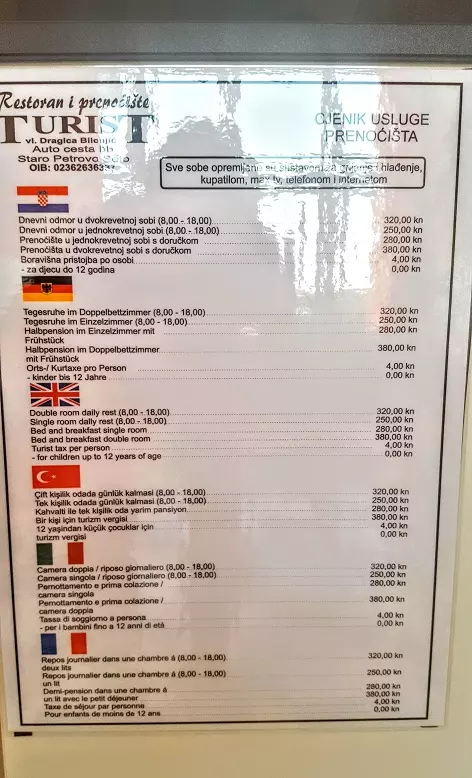 Restoran i prenoćište
TURIST
CJENIK USLUGE
PRENOĆIŠTA
vl. Dragica
Auto cesta bb
Staro Petrovo Selo
OIB:
Sve sobe opremljene su sustavom za grijanje i hlađenje,
kupatilom, max tv, telefonom i internetom
Dnevni odmor u dvokrevetnoj sobi (8,00 - 18,00) 320,00 kn
Dnevni odmor u jednokrevetnoj sobi (8,00 - 18,00) 250,00 kn
Prenoćište u jednokrevetnoj sobi s doručkom 280,00 kn
Prenoćišta u dvokrevetnoj sobi s doručkom 380,00 kn
Boravišna pristojba po osobi 4,00 kn
- za djecu do 12 godina 0,00 kn
Tegesruhe im Doppelbettzimmer (8,00 - 18,00) 320,00 kn
Tegesruhe im Einzelzimmer (8,00 - 18,00) 250,00 kn
Halbpension im Einzelzimmer mit 280,00 kn
Frühstück
Halbpension im Doppelbettzimmer 380,00 kn
mit Frühstück
Orts-/ Kurtaxe pro Person 4,00 kn
- kinder bis 12 Jahre 0,00 kn
Double room daily rest (8,00 - 18,00) 320,00 kn
Single room daily rest (8,00 - 18,00) 250,00 kn
Bed and breakfast single room 280,00 kn
Bed and breakfast double room 380,00 kn
Turist tax per person 4,00 kn
- for children up to 12 years of age 0,00 kn
Çift kişilik odada günlük kalmasi (8,00 - 18,00) 320,00 kn
Tek kişilik odada günlük kalmasi (8,00 - 18,00) 250,00 kn
Kahvalti ile tek kişilik oda yarim pansiyon 280,00 kn
Bir kişi için turizm vergisi 380,00 kn
12 yaşindan küçük çocuklar için 4,00 kn
turizm vergisi 0,00 kn
Camera doppia / riposo giornaliero (8,00 - 18,00) 320,00 kn
Camera singola / riposo giornaliero (8,00 - 18,00) 250,00 kn
Pernottamento e prima colazione / 280,00 kn
camera singola
Pernottamento e prima colazione / 380,00 kn
camera doppia
Tassa di soggiorno a persona 4,00 kn
- per i bambini fino a 12 anni di età 0,00 kn
Repos journalier dans une chambre á (8,00 - 18,00) 320,00 kn
deux lits
Repos journalier dans une chambre á (8,00 - 18,00) 250,00 kn
un lit
Demi-pension dans une chambre á 280,00 kn
un lit avec le petit déjeuner 380,00 kn
Taxe de séjour par personne 4,00 kn
Pour enfants de moins de 12 ans 0,00 kn